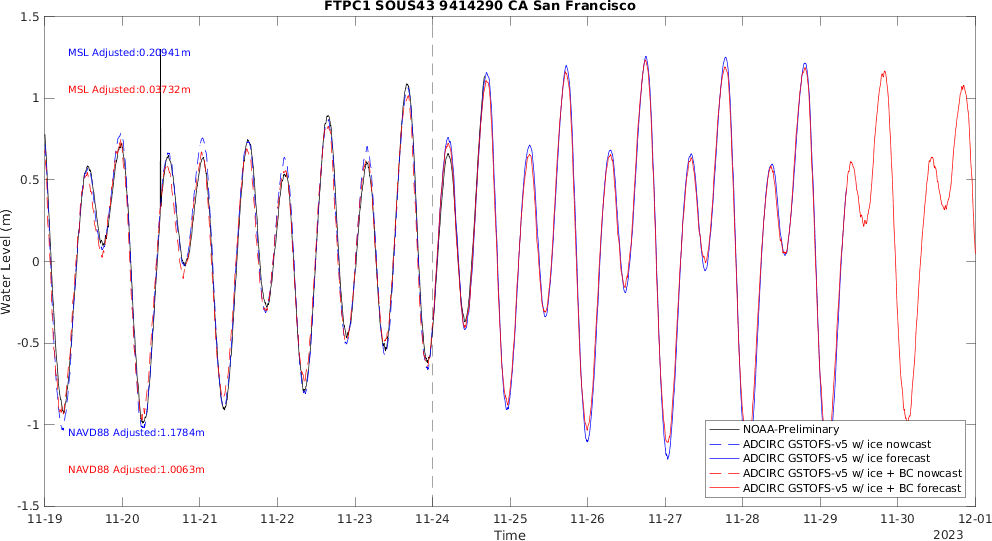 FTPC1 SOUS43 9414290 CA San Francisco
1.5
1
0.5
0
-0.5
-1
-1.5
Water Level (m)
MSL Adjusted:0.20941m
MSL Adjusted:0.03732m
NAVD88 Adjusted:1.1784m
NAVD88 Adjusted:1.0063m
NOAA-Preliminary
ADCIRC GSTOFS-v5 w/ ice nowcast
ADCIRC GSTOFS-v5 w/ ice forecast
ADCIRC GSTOFS-v5 w/ ice + BC nowcast
ADCIRC GSTOFS-v5 w/ ice + BC forecast
11-19 11-20 11-21 11-22 11-23 11-24 11-25 11-26 11-27 11-28 11-29 11-30 12-01
Time
2023